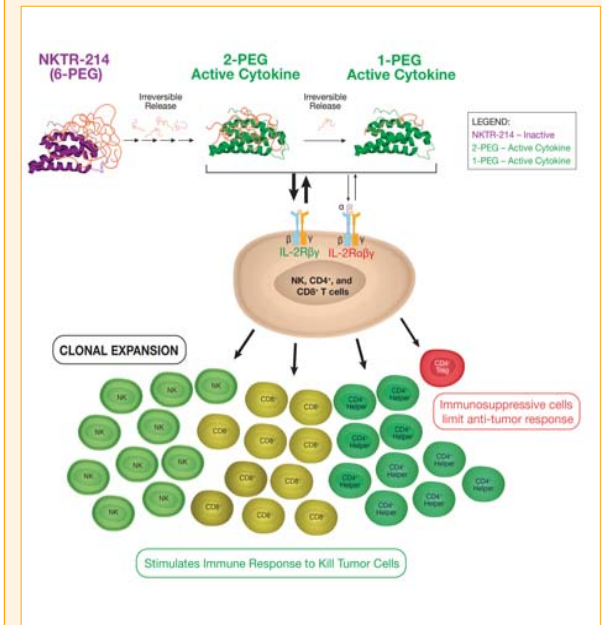 NKTR-214
(6-PEG)
2-PEG
Active Cytokine
1-PEG
Active Cytokine
Irreversible
Release
Irreversible
Release
LEGEND:
NKTR-214 – Inactive
2-PEG – Active Cytokine
1-PEG – Active Cytokine
α
β γ
β γ
IL-2Rβγ IL-2Rαβγ
NK, CD4⁺, and
CD8⁺ T cells
CLONAL EXPANSION
CD4⁺
Treg
Immunosuppressive cells
limit anti-tumor response
NK
NK
NK
NK
NK
NK
NK
NK
NK
NK
NK
CD8⁺
CD8⁺
CD8⁺
CD8⁺
CD8⁺
CD8⁺
CD8⁺
CD8⁺
CD8⁺
CD8⁺
CD8⁺
CD4⁺
Helper
CD4⁺
Helper
CD4⁺
Helper
CD4⁺
Helper
CD4⁺
Helper
CD4⁺
Helper
CD4⁺
Helper
CD4⁺
Helper
CD4⁺
Helper
CD4⁺
Helper
CD4⁺
Helper
Stimulates Immune Response to Kill Tumor Cells